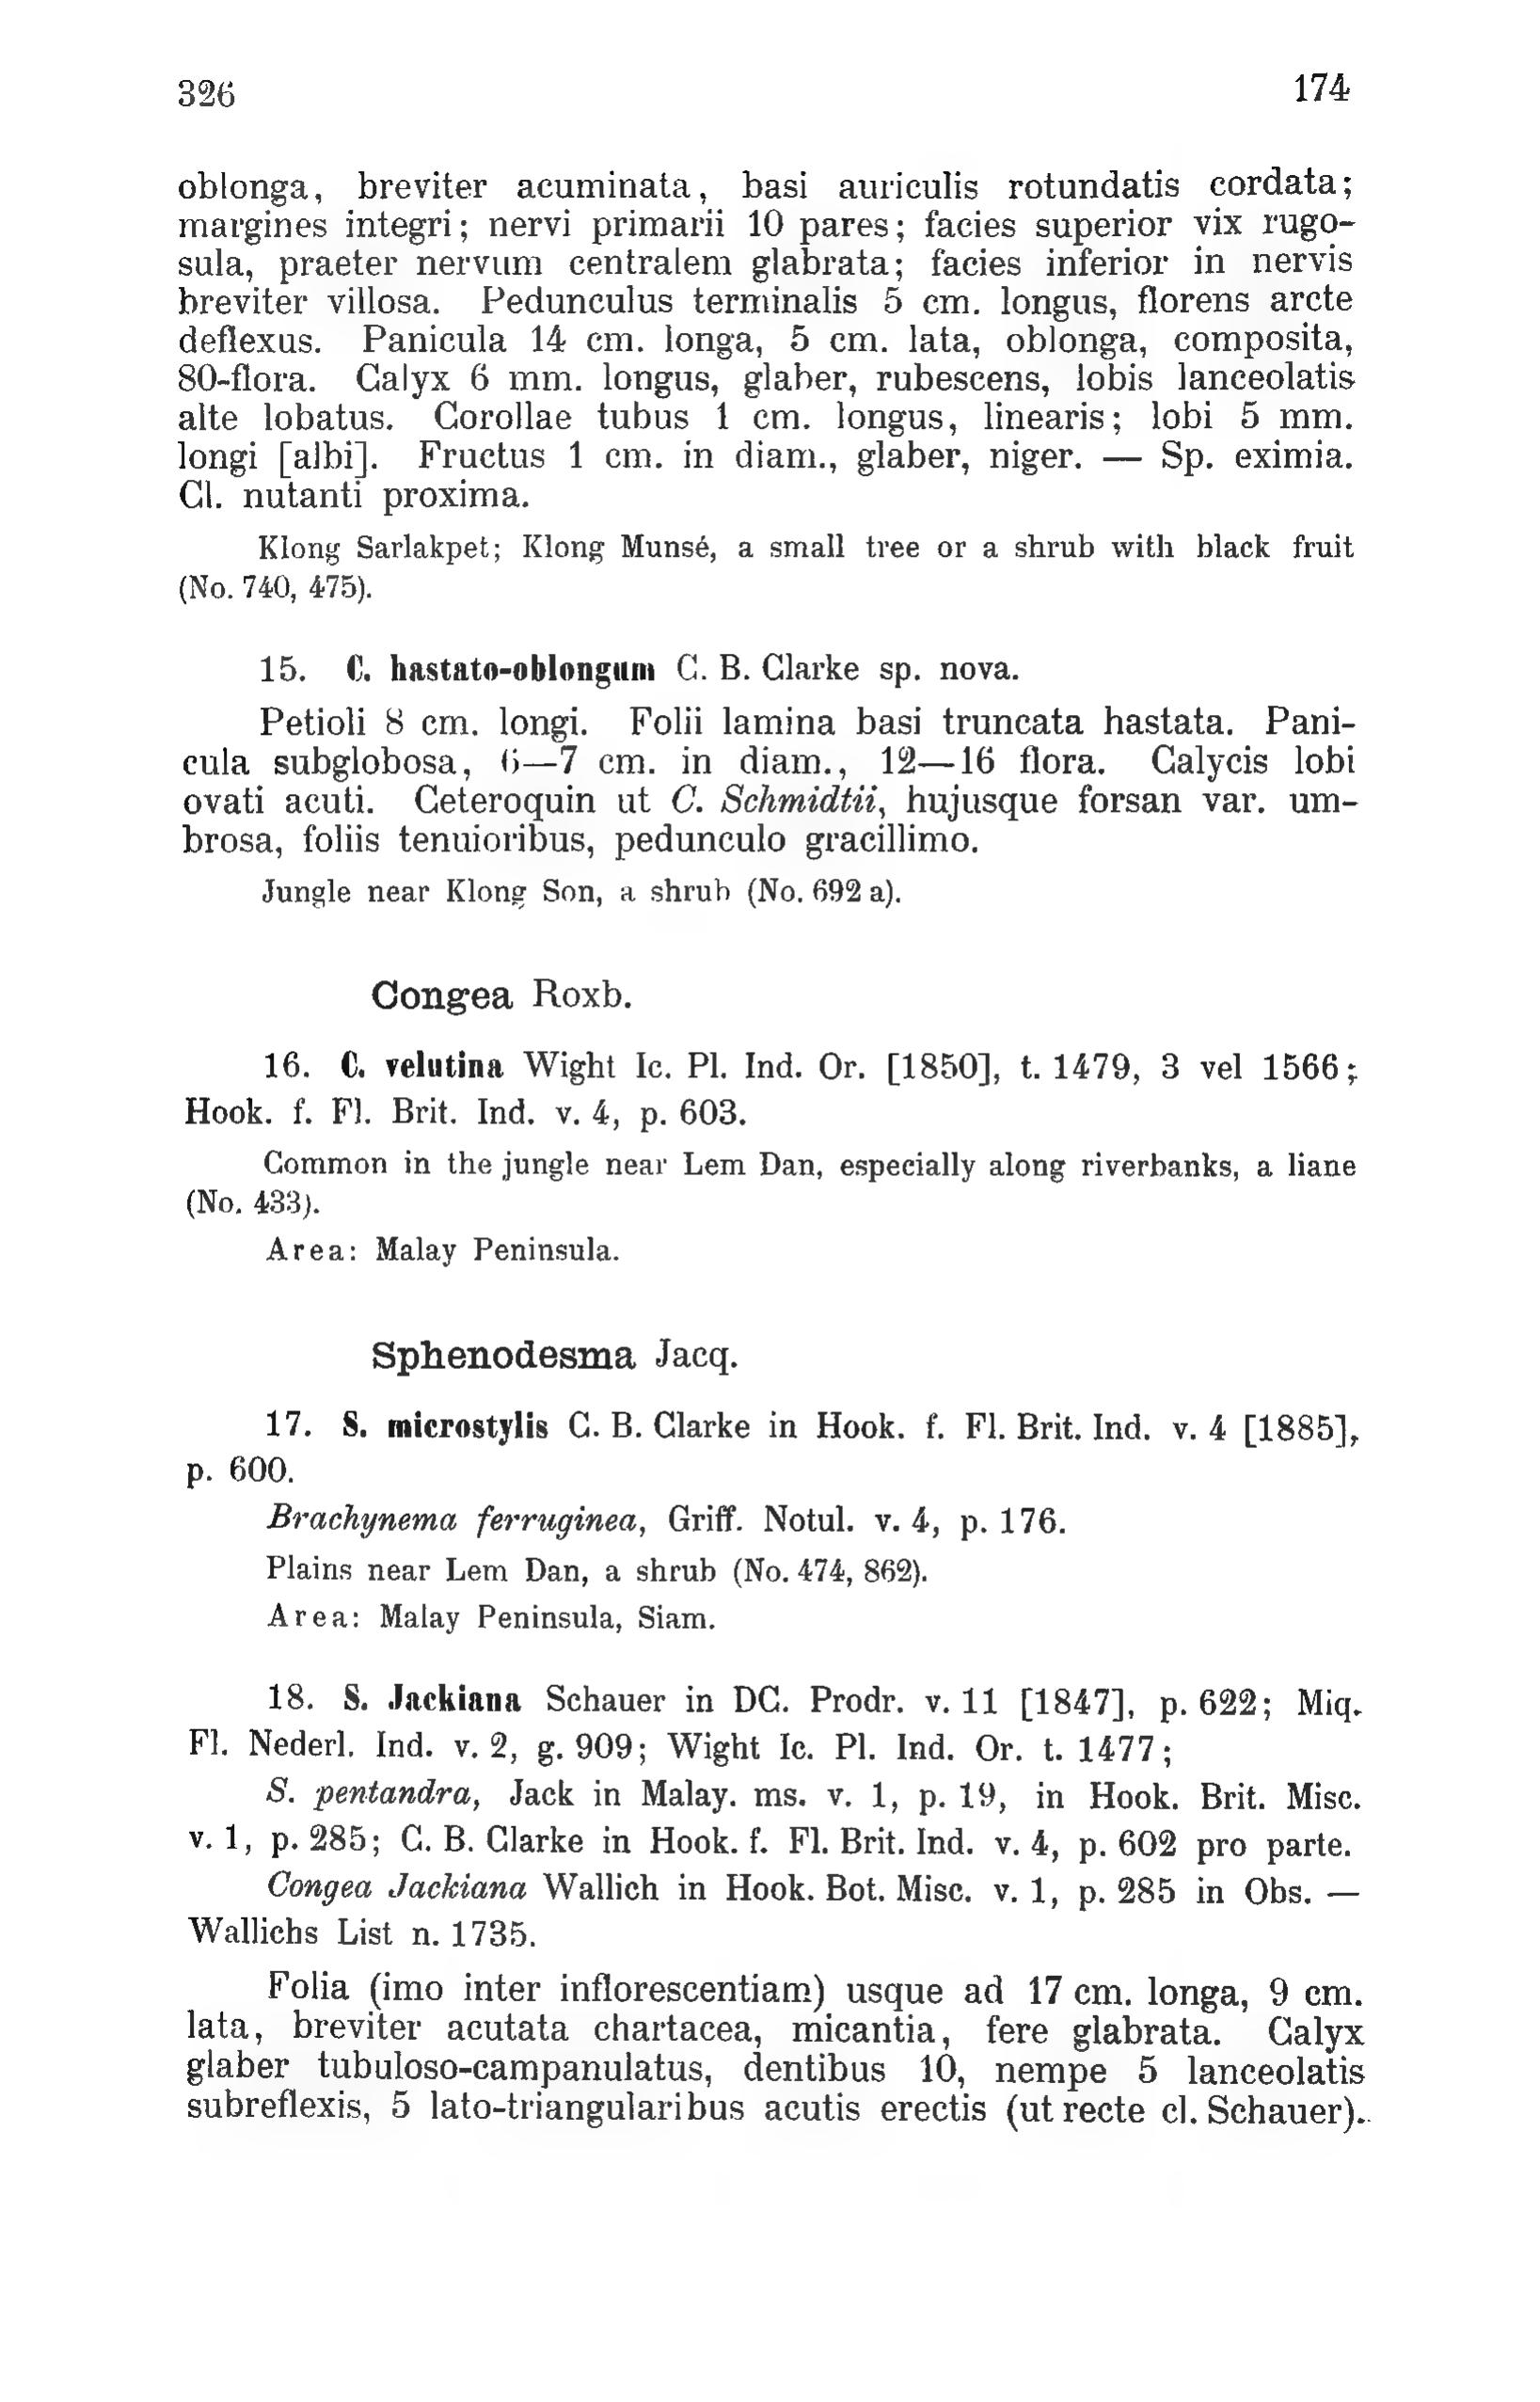 326 174
oblonga, breviter acuminata, basi auriculis rotundatis cordata;
margines integri; nervi primarii 10 pares; facies superior vix rugo-
sula, praeter nervum centralem glabrata; facies inferior in nervis
breviter villosa. Pedunculus terminalis 5 cm. longus, florens arcte
deflexus. Panicula 14 cm. longa, 5 cm. lata, oblonga, composita,
80-flora. Calyx 6 mm. longus, glaber, rubescens, lobis lanceolatis
alte lobatus. Corollae tubus 1 cm. longus, linearis; lobi 5 mm.
longi [albi]. Fructus 1 cm. in diam., glaber, niger. — Sp. eximia.
Cl. nutanti proxima.
Klong Sarlakpet; Klong Munsé, a small tree or a shrub with black fruit
(No. 740, 475).
15. C. hastato-oblongum C. B. Clarke sp. nova.
Petioli 8 cm. longi. Folii lamina basi truncata hastata. Pani-
cula subglobosa, 6—7 cm. in diam., 12—16 flora. Calycis lobi
ovati acuti. Ceteroquin ut C. Schmidtii, hujusque forsan var. um-
brosa, foliis tenuioribus, pedunculo gracillimo.
Jungle near Klong Son, a shrub (No. 692 a).
Congea Roxb.
16. C. velutina Wight Ic. Pl. Ind. Or. [1850], t. 1479, 3 vel 1566;
Hook. f. Fl. Brit. Ind. v. 4, p. 603.
Common in the jungle near Lem Dan, especially along riverbanks, a liane
(No. 433).
Area: Malay Peninsula.
Sphenodesma Jacq.
17. S. microstylis C. B. Clarke in Hook. f. Fl. Brit. Ind. v. 4 [1885],
p. 600.
Brachynema ferruginea, Griff. Notul. v. 4, p. 176.
Plains near Lem Dan, a shrub (No. 474, 862).
Area: Malay Peninsula, Siam.
18. S. Jackiana Schauer in DC. Prodr. v. 11 [1847], p. 622; Miq.
Fl. Nederl. Ind. v. 2, g. 909; Wight Ic. Pl. Ind. Or. t. 1477;
S. pentandra, Jack in Malay. ms. v. 1, p. 19, in Hook. Brit. Misc.
v. 1, p. 285; C. B. Clarke in Hook. f. Fl. Brit. Ind. v. 4, p. 602 pro parte.
Congea Jackiana Wallich in Hook. Bot. Misc. v. 1, p. 285 in Obs. —
Wallichs List n. 1735.
Folia (imo inter inflorescentiam) usque ad 17 cm. longa, 9 cm.
lata, breviter acutata chartacea, micantia, fere glabrata. Calyx
glaber tubuloso-campanulatus, dentibus 10, nempe 5 lanceolatis
subreflexis, 5 lato-triangularibus acutis erectis (ut recte cl. Schauer).